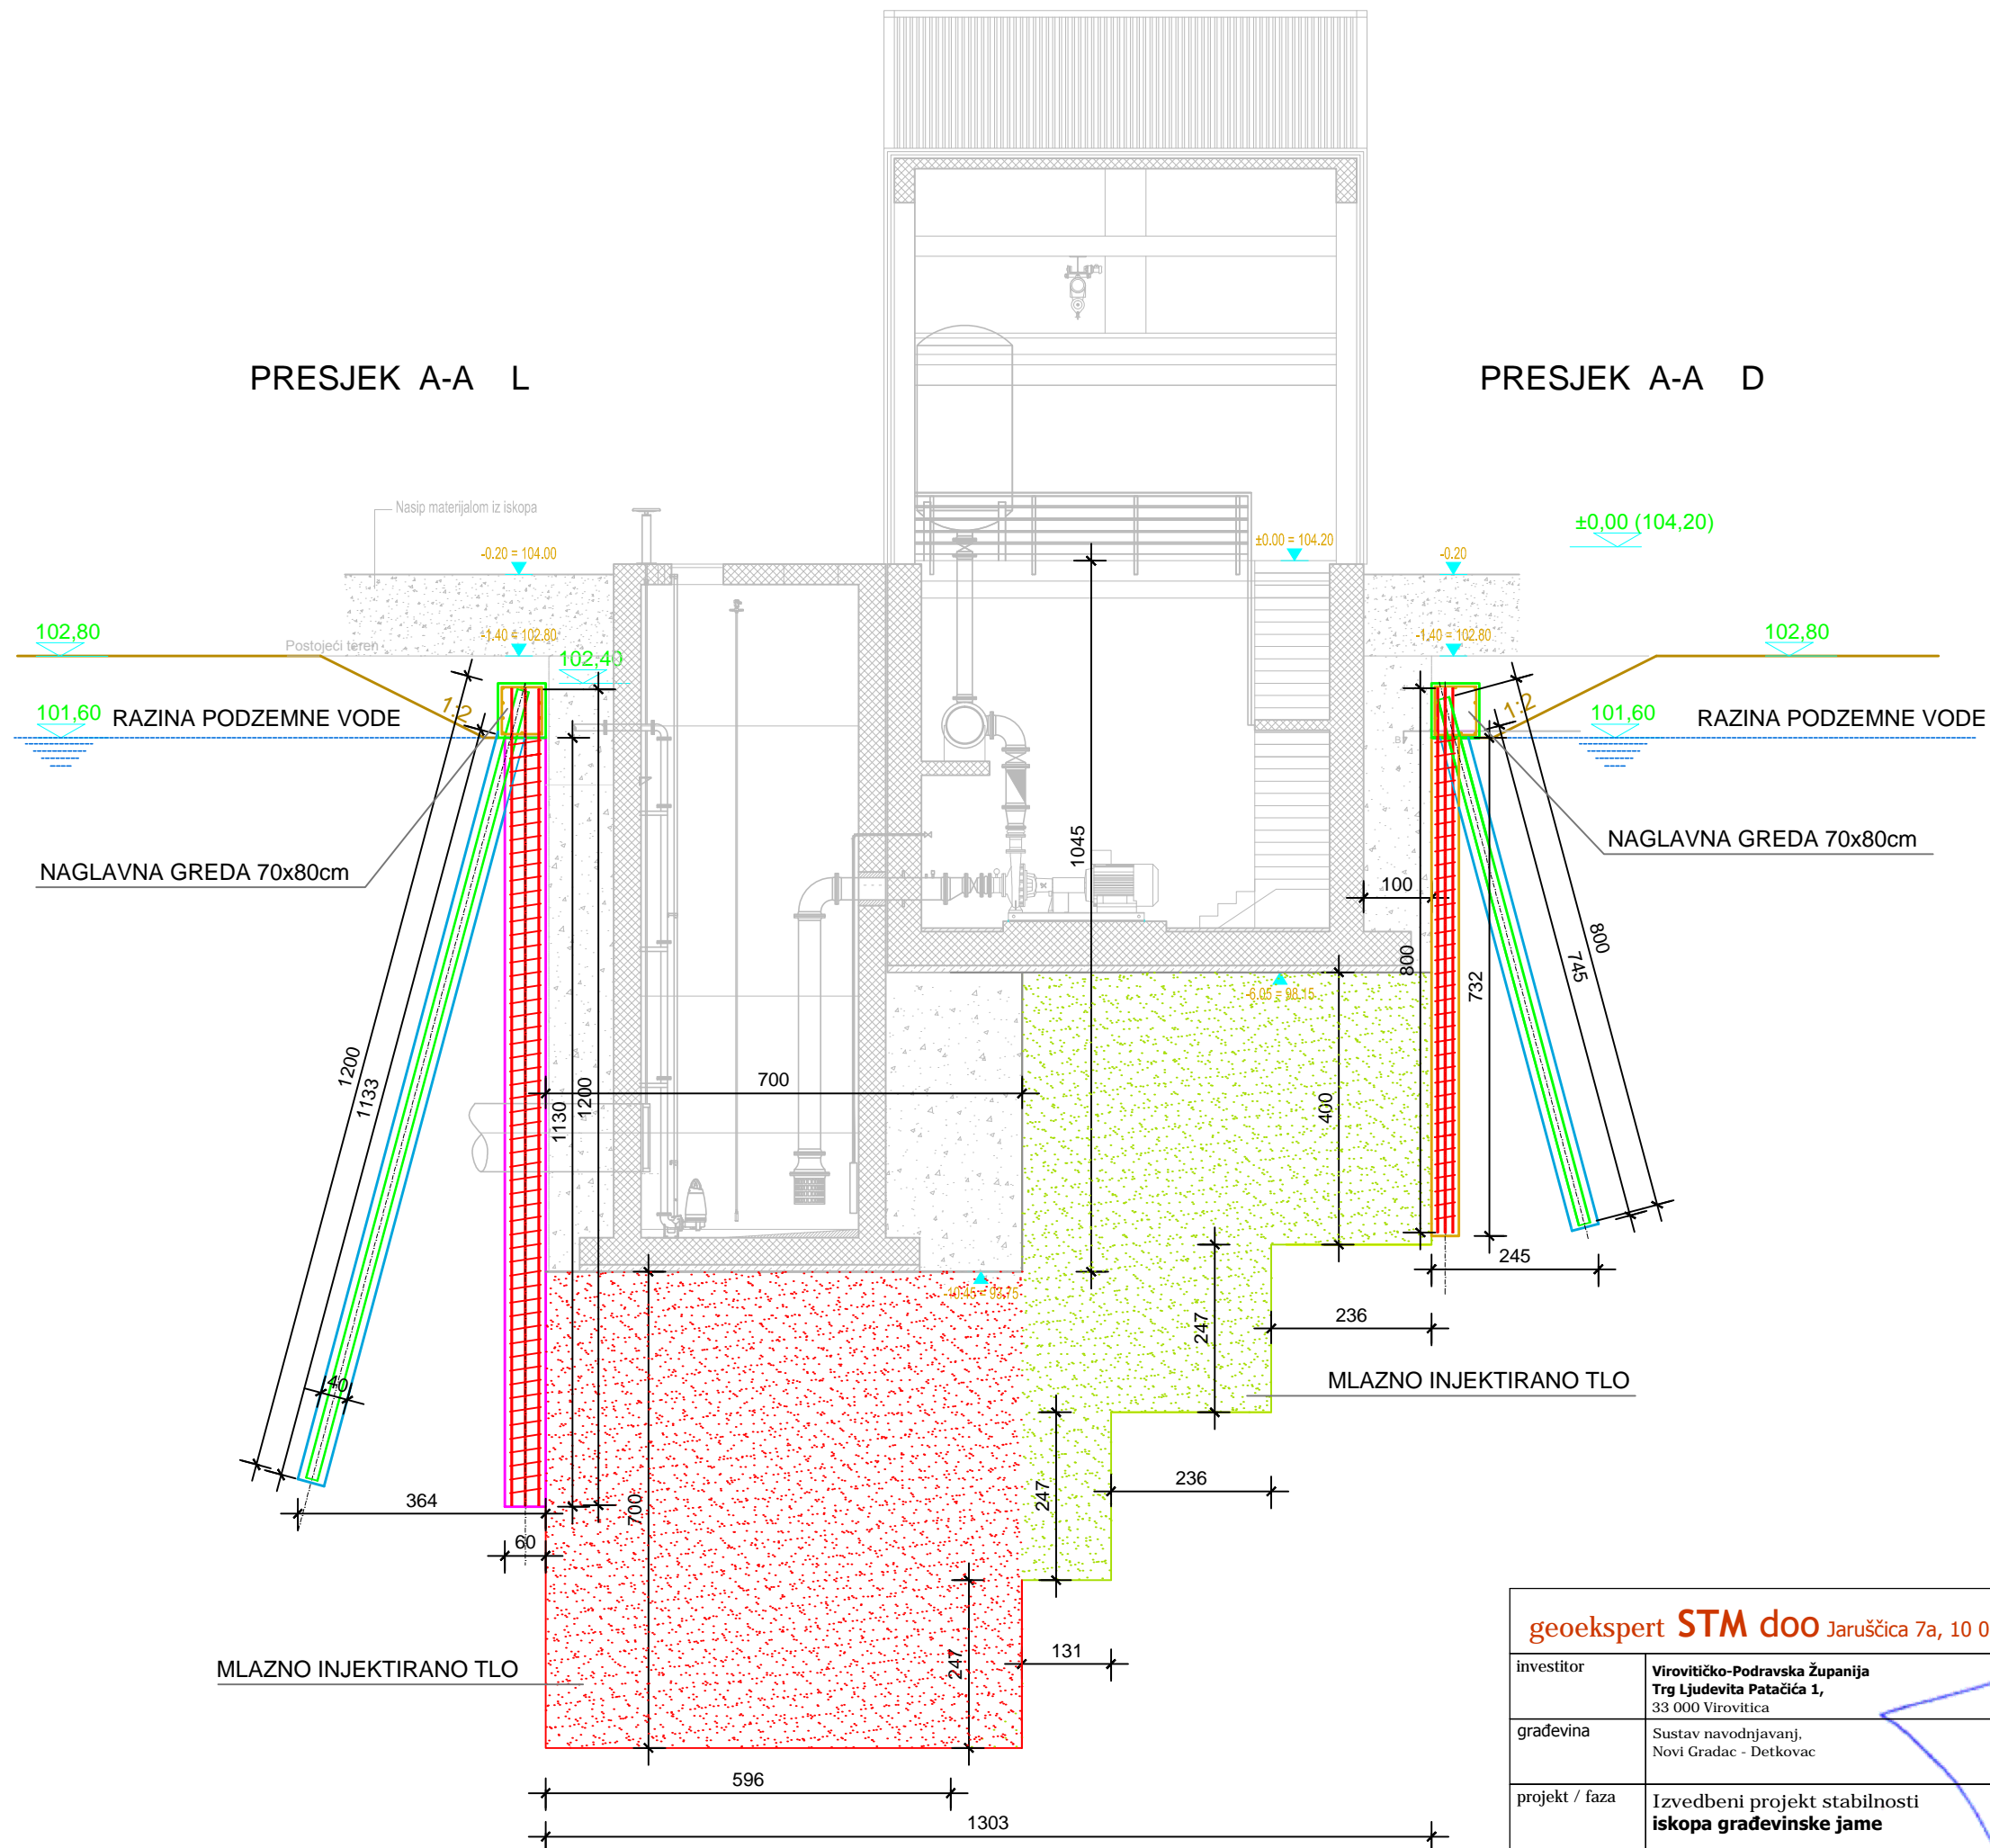 PRESJEK A-A L
PRESJEK A-A D
Nasip materijalom iz iskopa
±0,00 (104,20)
-0.20 = 104.00
±0.00 = 104.20
-0.20
102,80
Postojeći teren
-1.40 = 102.80
102,40
-1.40 = 102.80
102,80
1:2
1:2
101,60
RAZINA PODZEMNE VODE
101,60
RAZINA PODZEMNE VODE
NAGLAVNA GREDA 70x80cm
NAGLAVNA GREDA 70x80cm
1045
100
800
745
800
732
-6.05 = 98.15
1200
1133
700
1130
1200
400
245
-10.45 = 93.75
247
236
MLAZNO INJEKTIRANO TLO
40
364
700
247
236
60
MLAZNO INJEKTIRANO TLO
247
131
596
1303
geoekspert STM doo Jaruščica 7a, 10 0
investitor
Virovitičko-Podravska Županija
Trg Ljudevita Patačića 1,
33 000 Virovitica
građevina
Sustav navodnjavanj,
Novi Gradac - Detkovac
projekt / faza
Izvedbeni projekt stabilnosti
iskopa građevinske jame